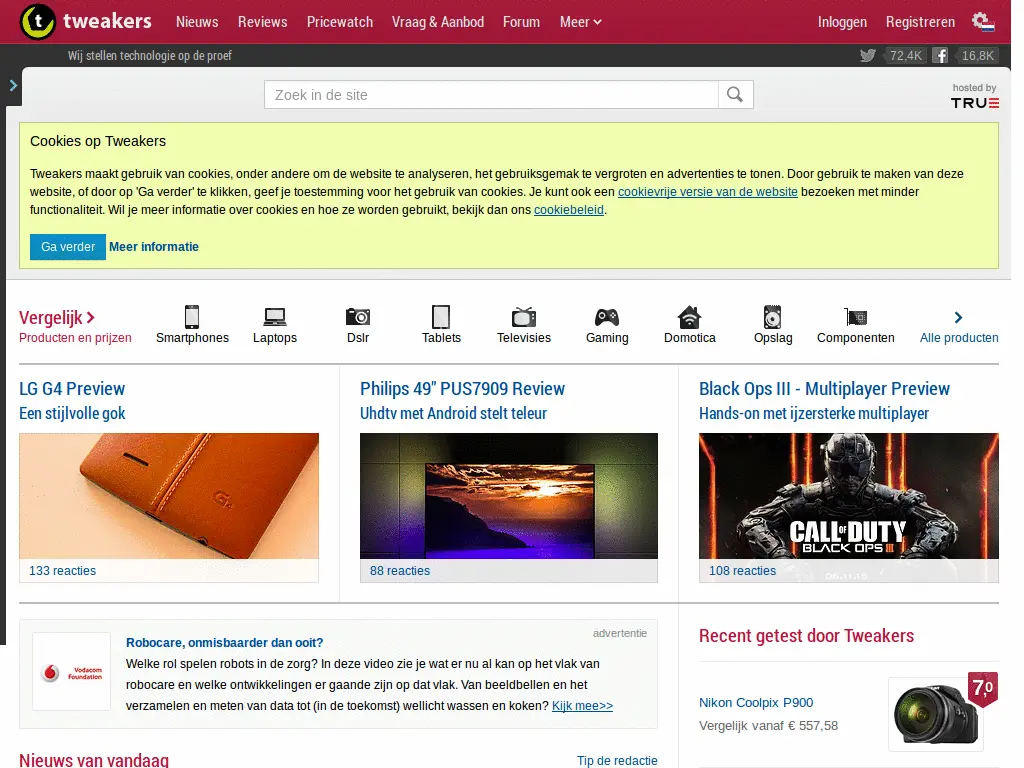 tweakers Nieuws Reviews Pricewatch Vraag & Aanbod Forum Meer Inloggen Registreren
Wij stellen technologie op de proef 72,4K 16,8K
Zoek in de site
hosted by
TRUE
Cookies op Tweakers
Tweakers maakt gebruik van cookies, onder andere om de website te analyseren, het gebruiksgemak te vergroten en advertenties te tonen. Door gebruik te maken van deze
website, of door op 'Ga verder' te klikken, geef je toestemming voor het gebruik van cookies. Je kunt ook een cookievrije versie van de website bezoeken met minder
functionaliteit. Wil je meer informatie over cookies en hoe ze worden gebruikt, bekijk dan ons cookiebeleid.
Ga verder Meer informatie
Vergelijk
Producten en prijzen
Smartphones Laptops Dslr Tablets Televisies Gaming Domotica Opslag Componenten Alle producten
LG G4 Preview
Een stijlvolle gok
133 reacties
Philips 49" PUS7909 Review
Uhdtv met Android stelt teleur
88 reacties
Black Ops III - Multiplayer Preview
Hands-on met ijzersterke multiplayer
CALL OF DUTY
BLACK OPS III
06.11.15
108 reacties
advertentie
Vodacom
Foundation
Robocare, onmisbaarder dan ooit?
Welke rol spelen robots in de zorg? In deze video zie je wat er nu al kan op het vlak van
robocare en welke ontwikkelingen er gaande zijn op dat vlak. Van beeldbellen en het
verzamelen en meten van data tot (in de toekomst) wellicht wassen en koken? Kijk mee>>
Nieuws van vandaag Tip de redactie
Recent getest door Tweakers
Nikon Coolpix P900
Vergelijk vanaf € 557,58
7,0